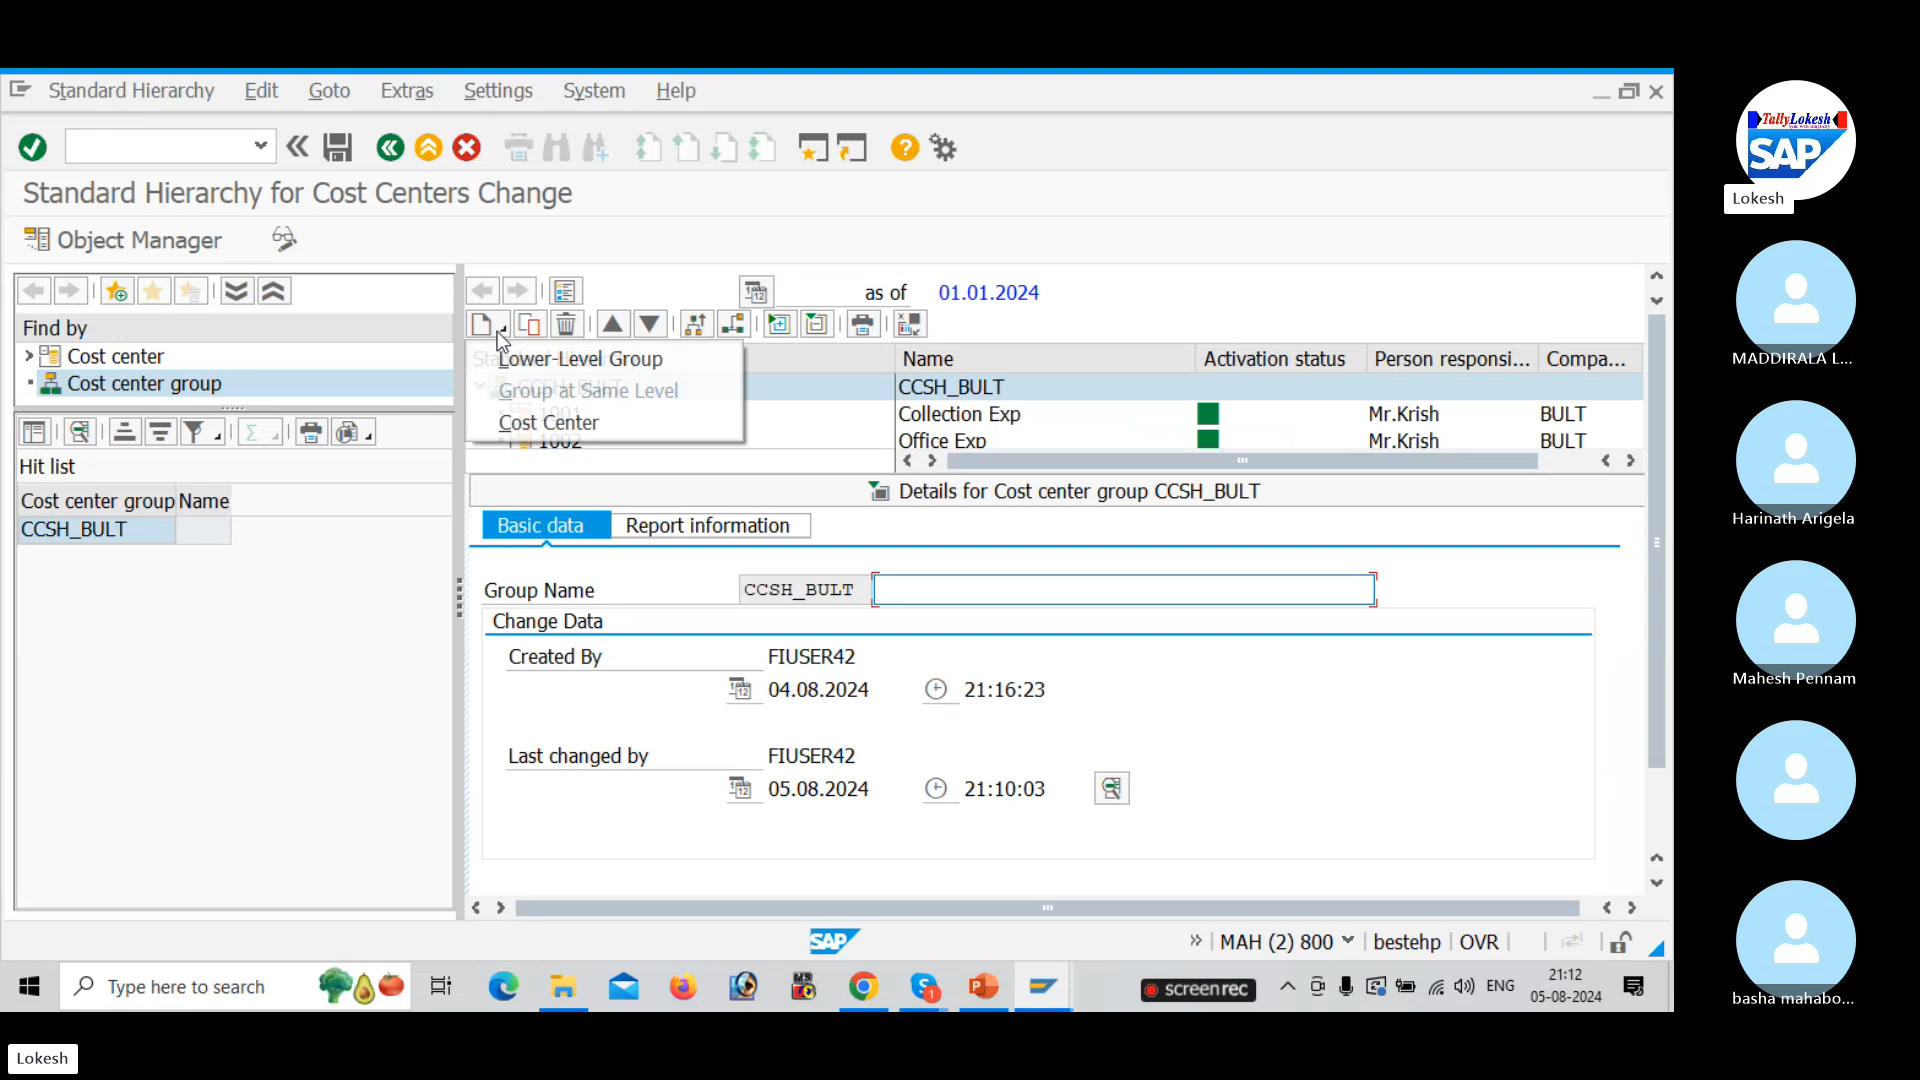 Standard Hierarchy Edit Goto Extras Settings System Help
Standard Hierarchy for Cost Centers Change
Object Manager
Find by
Cost center
Cost center group
Hit list
Cost center group Name
CCSH_BULT
as of 01.01.2024
Lower-Level Group
Group at Same Level
Cost Center
1001
1002
Name Activation status Person responsi... Compa...
CCSH_BULT
Collection Exp Mr.Krish BULT
Office Exp Mr.Krish BULT
Details for Cost center group CCSH_BULT
Basic data Report information
Group Name CCSH_BULT
Change Data
Created By FIUSER42
04.08.2024 21:16:23
Last changed by FIUSER42
05.08.2024 21:10:03
SAP
MAH (2) 800 bestehp OVR
Type here to search
screenrec
ENG
21:12
05-08-2024
TallyLokesh
SAP
Lokesh
MADDIRALA L...
Harinath Arigela
Mahesh Pennam
basha mahabo...
Lokesh